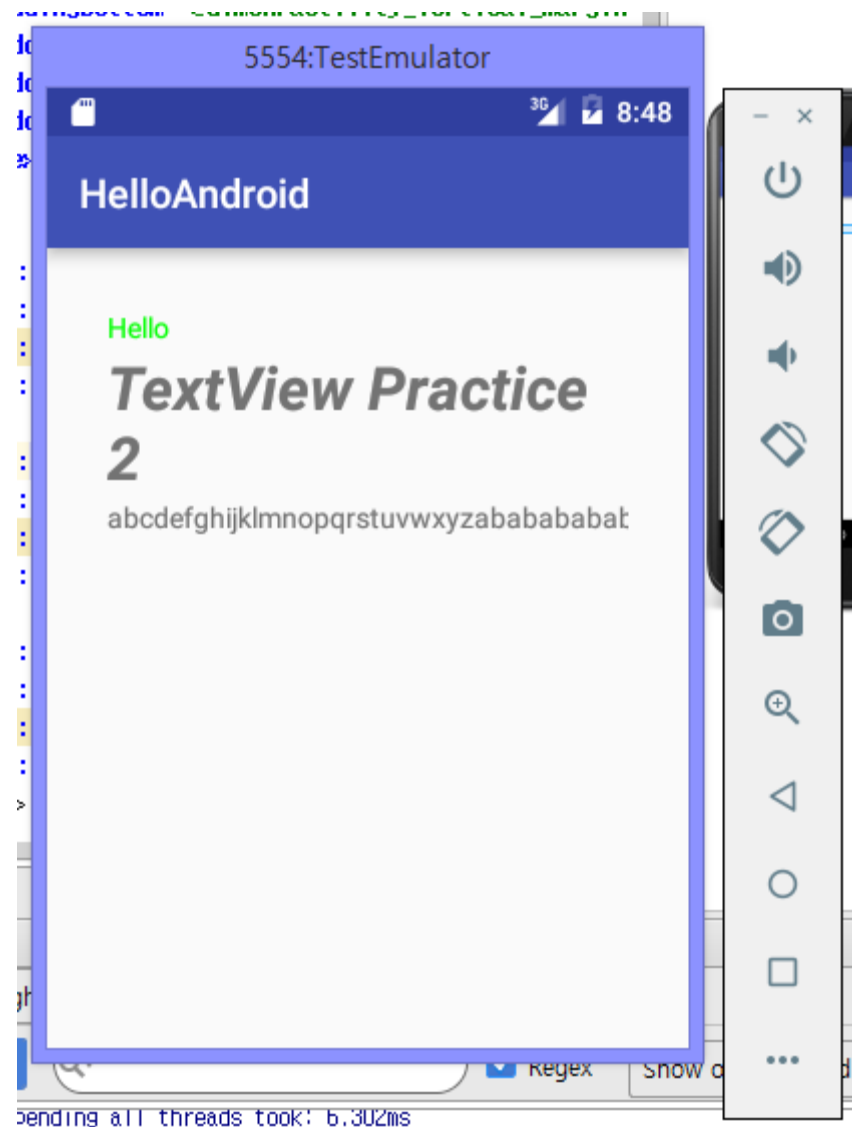 5554:TestEmulator
3G 8:48
HelloAndroid
Hello
TextView Practice
2
abcdefghijklmnopqrstuvwxyzabababababab
Regex
Show o
pending all threads took: 6.302ms